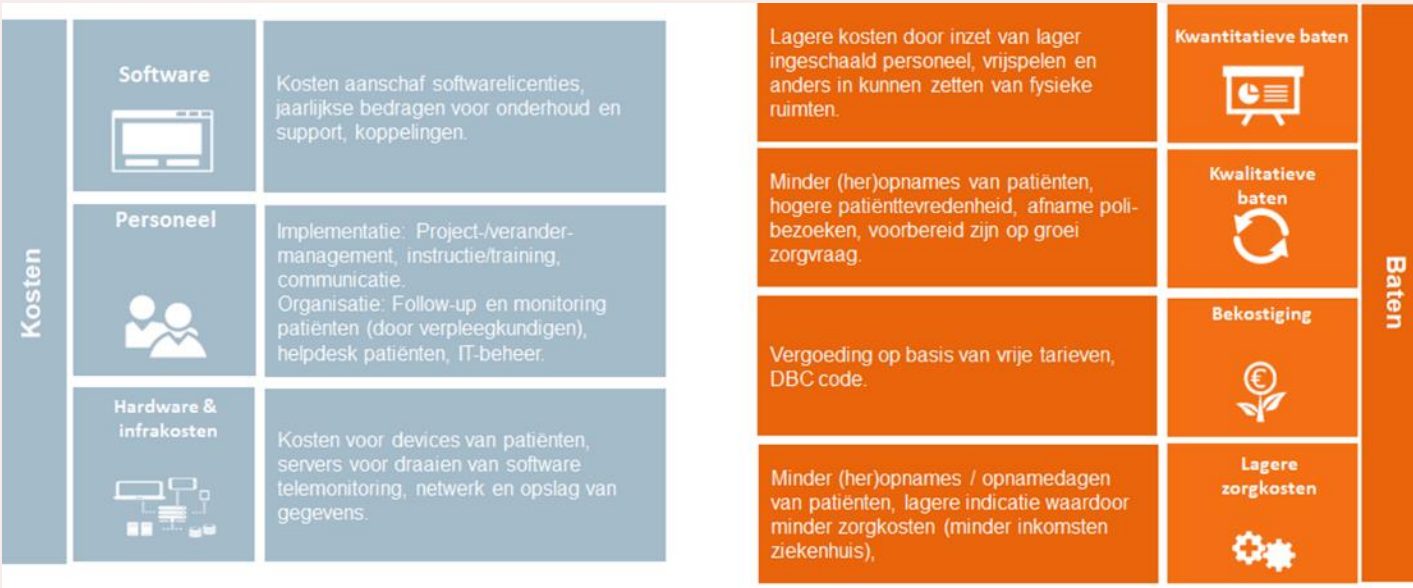 Kosten
Software
Kosten aanschaf softwarelicenties,
jaarlijkse bedragen voor onderhoud en
support, koppelingen.
Personeel
Implementatie: Project-/verander-
management, instructie/training,
communicatie.
Organisatie: Follow-up en monitoring
patiënten (door verpleegkundigen),
helpdesk patiënten, IT-beheer.
Hardware &
infrakosten
Kosten voor devices van patiënten,
servers voor draaien van software
telemonitoring, netwerk en opslag van
gegevens.
Lagere kosten door inzet van lager
ingeschaald personeel, vrijspelen en
anders in kunnen zetten van fysieke
ruimten.
Kwantitatieve baten
Minder (her)opnames van patiënten,
hogere patiënttevredenheid, afname poli-
bezoeken, voorbereid zijn op groei
zorgvraag.
Kwalitatieve
baten
Vergoeding op basis van vrije tarieven,
DBC code.
Bekostiging
€
Minder (her)opnames / opnamedagen
van patiënten, lagere indicatie waardoor
minder zorgkosten (minder inkomsten
ziekenhuis),
Lagere
zorgkosten
Baten